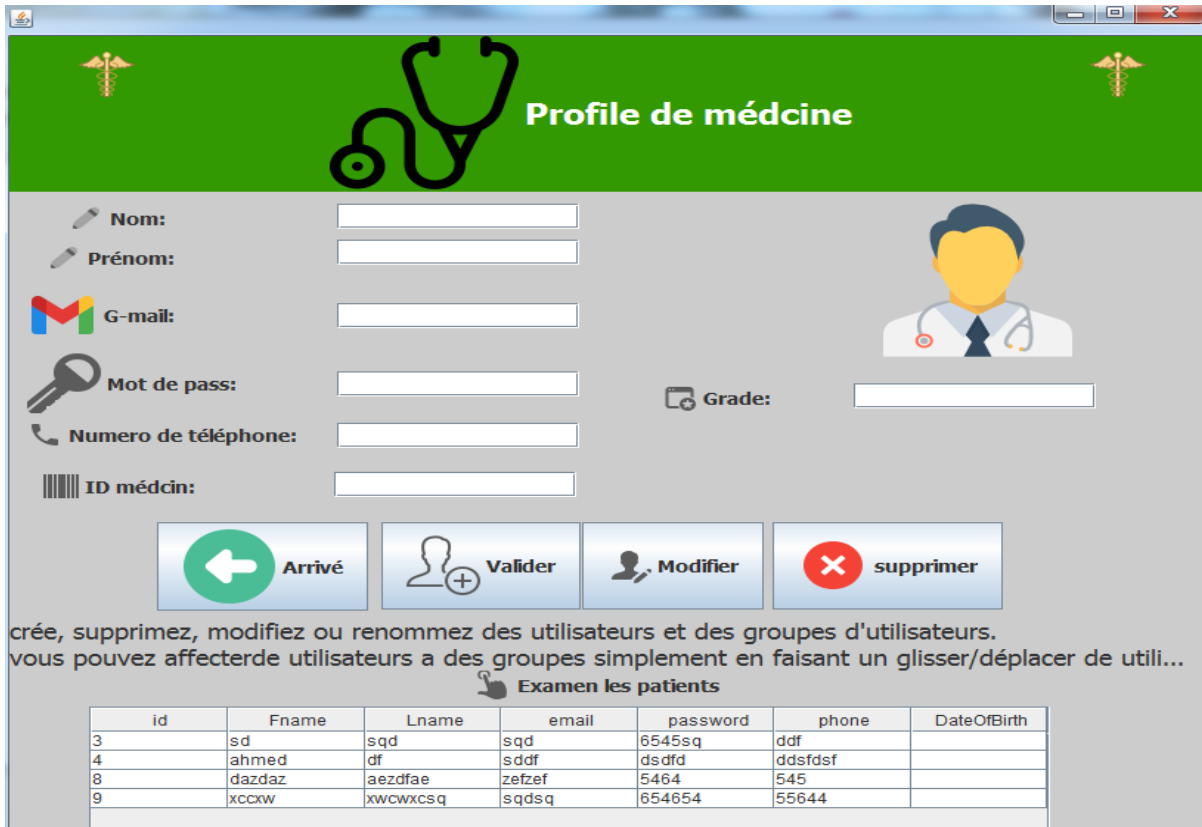 Profile de médcine
Nom:
Prénom:
G-mail:
Mot de pass:
Grade:
Numero de téléphone:
ID médcin:
Arrivé Valider Modifier supprimer
crée, supprimez, modifiez ou renommez des utilisateurs et des groupes d'utilisateurs.
vous pouvez affecterde utilisateurs a des groupes simplement en faisant un glisser/déplacer de utili...
Examen les patients
id Fname Lname email password phone DateOfBirth
3 sd sqd sqd 6545sq ddf
4 ahmed df sddf dsdfd ddsfdsf
8 dazdaz aezdfae zefzef 5464 545
9 xccxw xwcwxcsq sqdsq 654654 55644